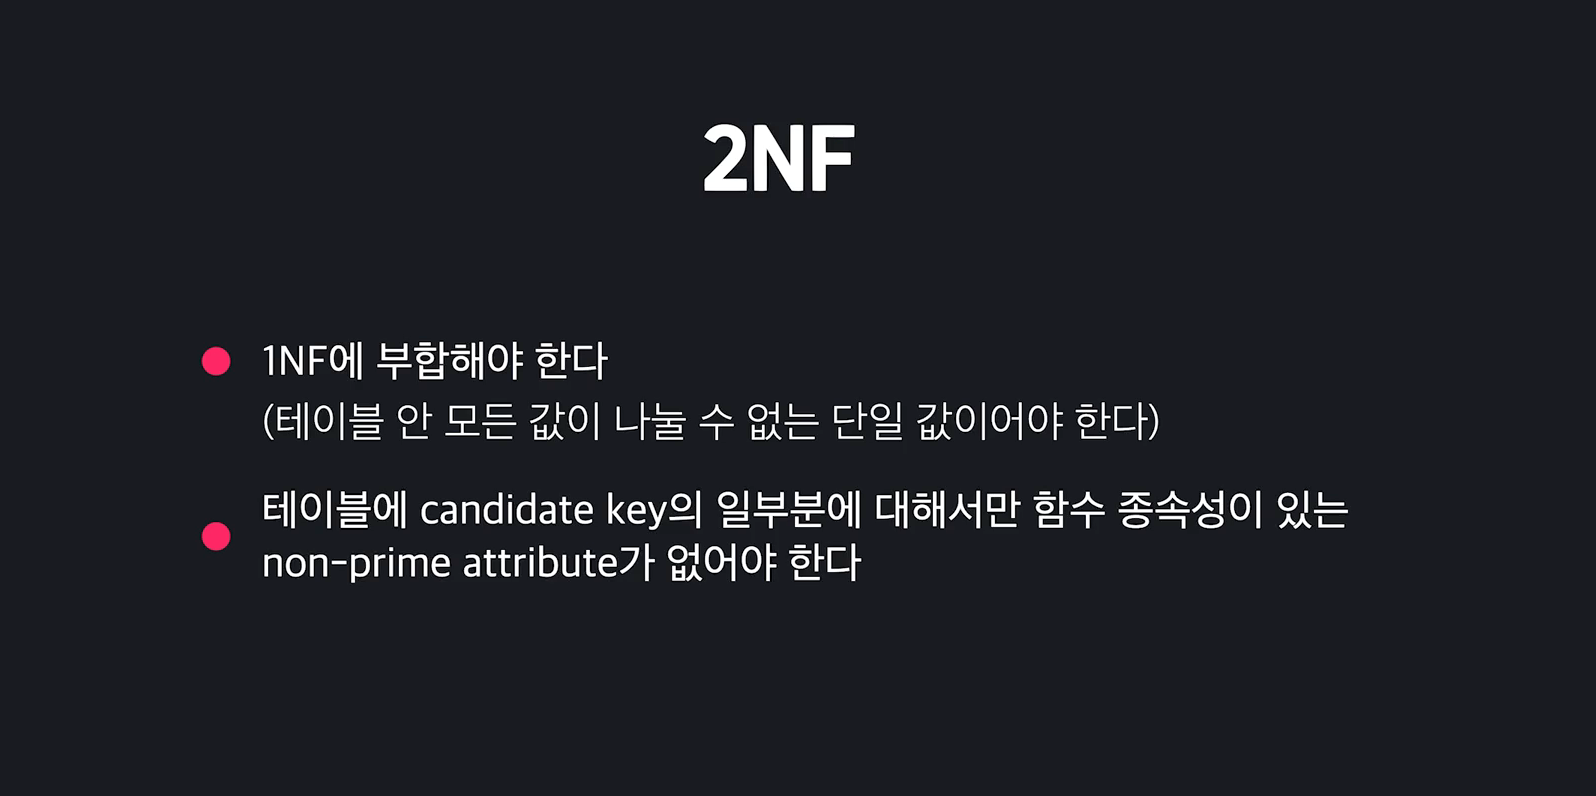 2NF
1NF에 부합해야 한다
(테이블 안 모든 값이 나눌 수 없는 단일 값이어야 한다)
테이블에 candidate key의 일부분에 대해서만 함수 종속성이 있는
non-prime attribute가 없어야 한다